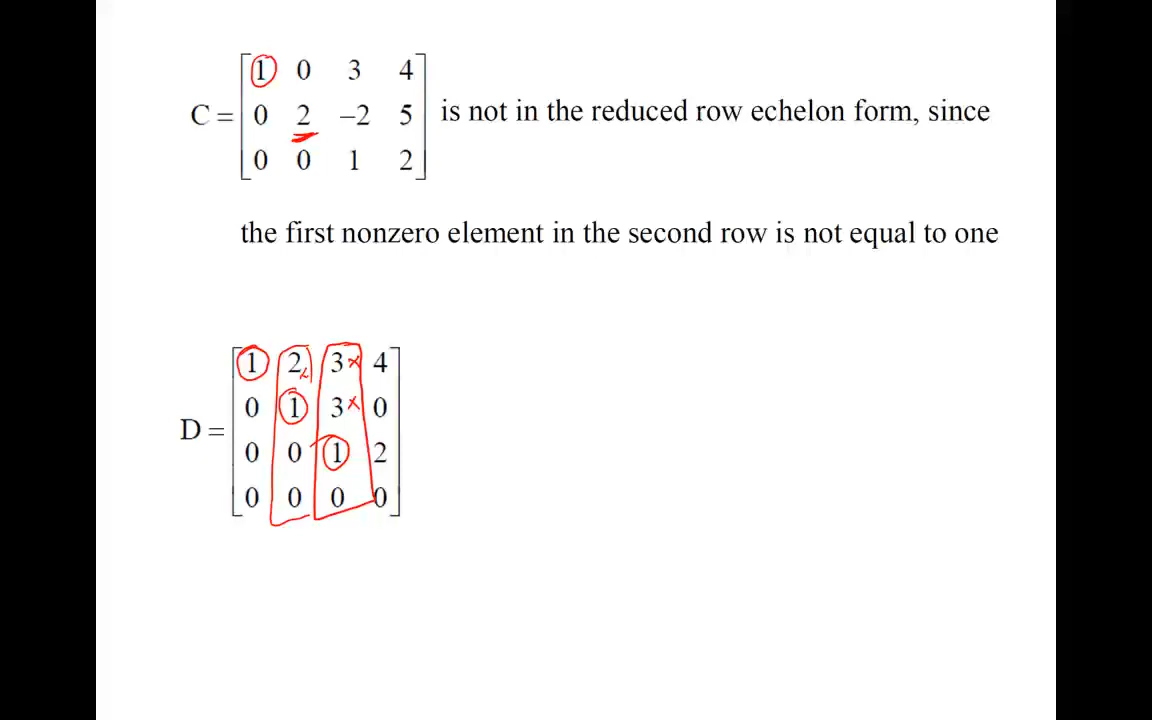 1 0 3 4
C = 0 2 −2 5 is not in the reduced row echelon form, since
0 0 1 2
the first nonzero element in the second row is not equal to one
1 2 3 4
0 1 3 0
D =
0 0 1 2
0 0 0 0